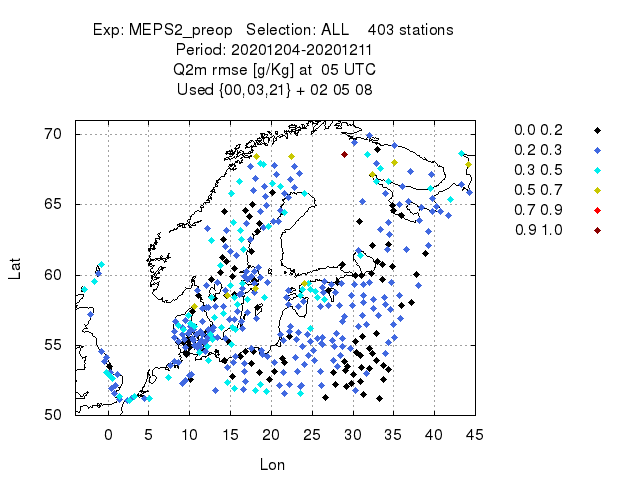 Exp: MEPS2_preop   Selection: ALL    403 stations
Period: 20201204-20201211
Q2m rmse [g/Kg] at  05 UTC
Used {00,03,21} + 02 05 08
0.0 0.2
0.2 0.3
0.3 0.5
0.5 0.7
0.7 0.9
0.9 1.0
Lat
70
65
60
55
50
0 5 10 15 20 25 30 35 40 45
Lon